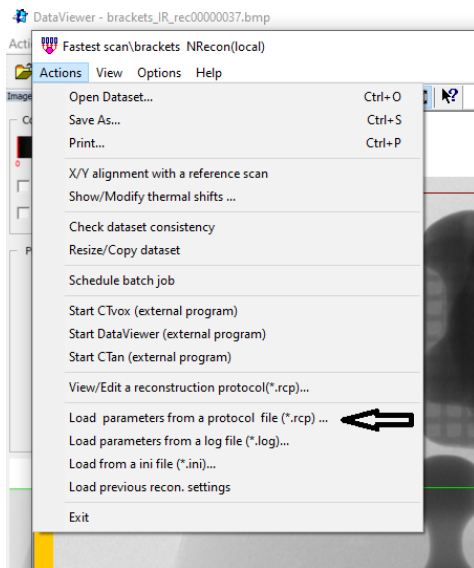 DataViewer - brackets_IR_rec00000037.bmp
Fastest scan\brackets NRecon(local)
Actions View Options Help
Image
Open Dataset... Ctrl+O
Save As... Ctrl+S
Print... Ctrl+P
0
X/Y alignment with a reference scan
Show/Modify thermal shifts ...
Check dataset consistency
Resize/Copy dataset
Schedule batch job
Start CTvox (external program)
Start DataViewer (external program)
Start CTan (external program)
View/Edit a reconstruction protocol(*.rcp)...
Load parameters from a protocol file (*.rcp) ...
Load parameters from a log file (*.log)...
Load from a ini file (*.ini)...
Load previous recon. settings
Exit